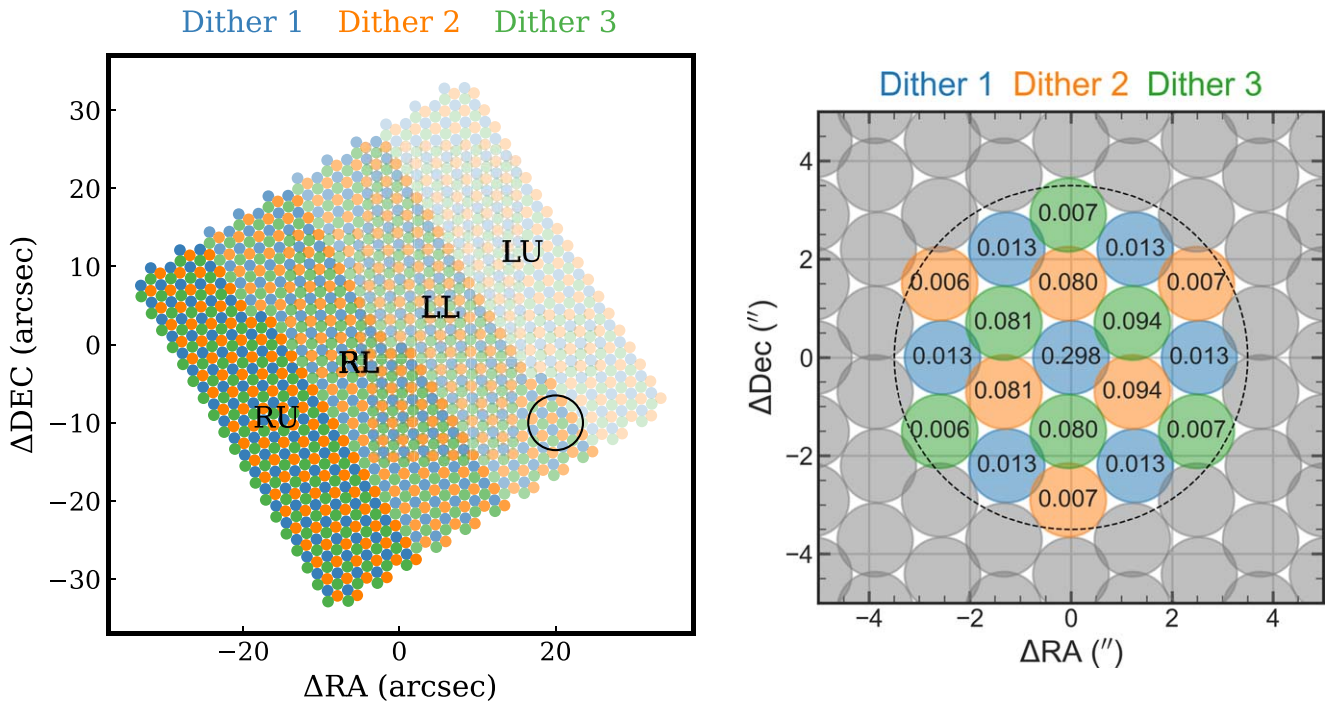 Dither 1 Dither 2 Dither 3
30
20
10
0
−10
−20
−30
ΔDEC (arcsec)
LU
LL
RL
RU
−20 0 20
ΔRA (arcsec)
Dither 1 Dither 2 Dither 3
4
2
0
−2
−4
ΔDec (″)
0.007
0.013 0.013
0.006 0.080 0.007
0.081 0.094
0.013 0.298 0.013
0.081 0.094
0.006 0.080 0.007
0.013 0.013
0.007
−4 −2 0 2 4
ΔRA (″)